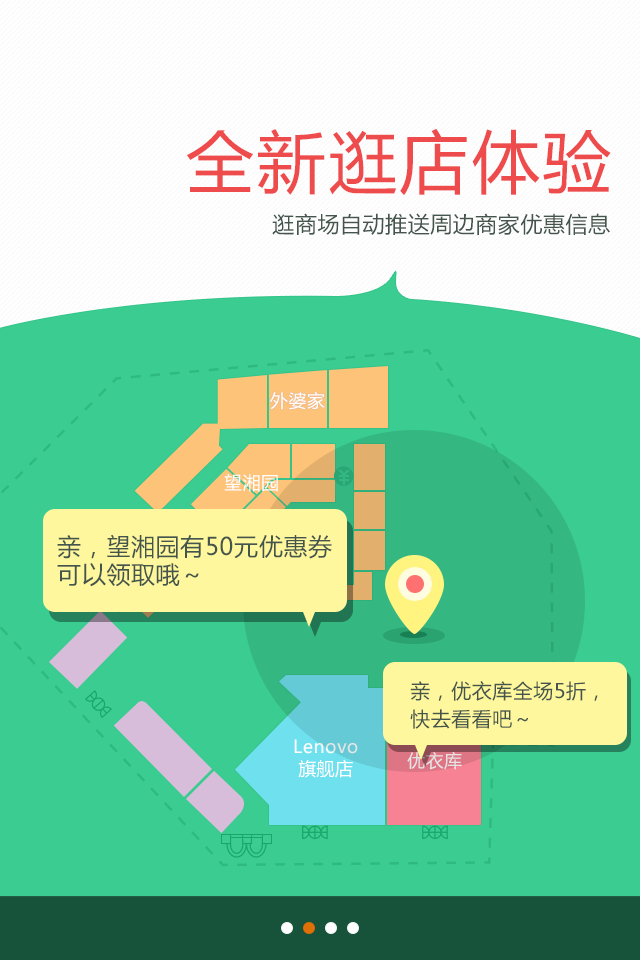 全新逛店体验
逛商场自动推送周边商家优惠信息
外婆家
望湘园
亲，望湘园有50元优惠券
可以领取哦～
亲，优衣库全场5折，
快去看看吧～
Lenovo
旗舰店
优衣库